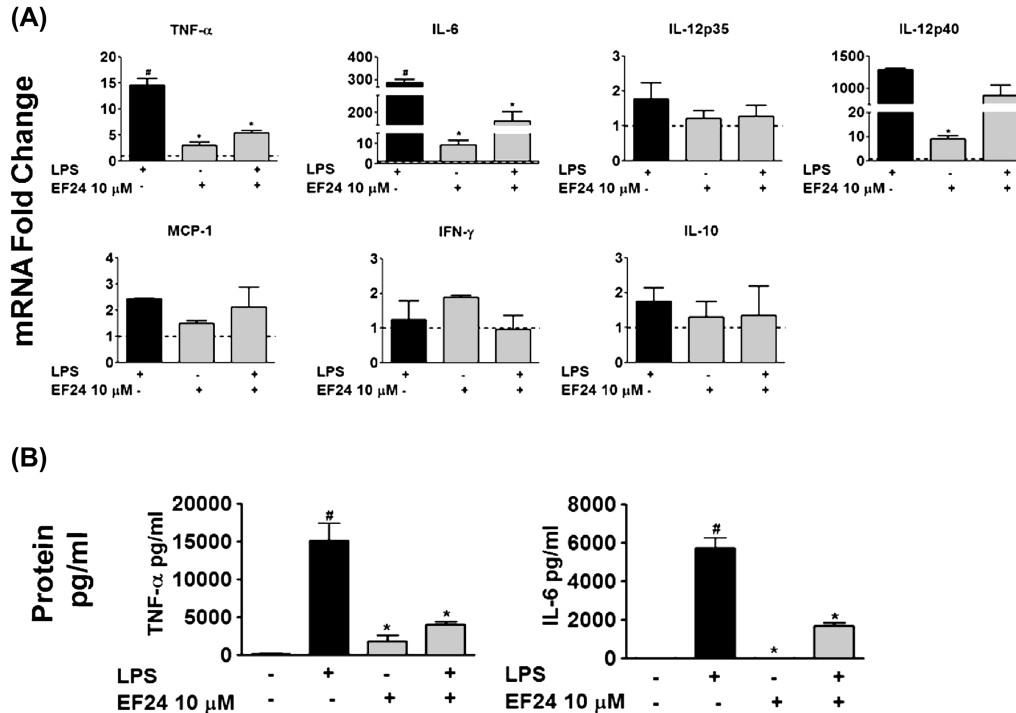 (A)
mRNA Fold Change
TNF-α
20
15
10
5
0
#
*
*
LPS + - +
EF24 10 μM - + +
IL-6
400
300
200
100
10
0
#
*
*
LPS + - +
EF24 10 μM - + +
IL-12p35
3
2
1
0
LPS + - +
EF24 10 μM - + +
IL-12p40
1500
1000
20
10
0
*
LPS + - +
EF24 10 μM - + +
MCP-1
4
3
2
1
0
LPS + - +
EF24 10 μM - + +
IFN-γ
3
2
1
0
LPS + - +
EF24 10 μM - + +
IL-10
3
2
1
0
LPS + - +
EF24 10 μM - + +
(B)
Protein
pg/ml
TNF-α pg/ml
20000
15000
10000
5000
0
#
*
*
LPS - + - +
EF24 10 μM - - + +
IL-6 pg/ml
8000
6000
4000
2000
0
#
*
*
LPS - + - +
EF24 10 μM - - + +